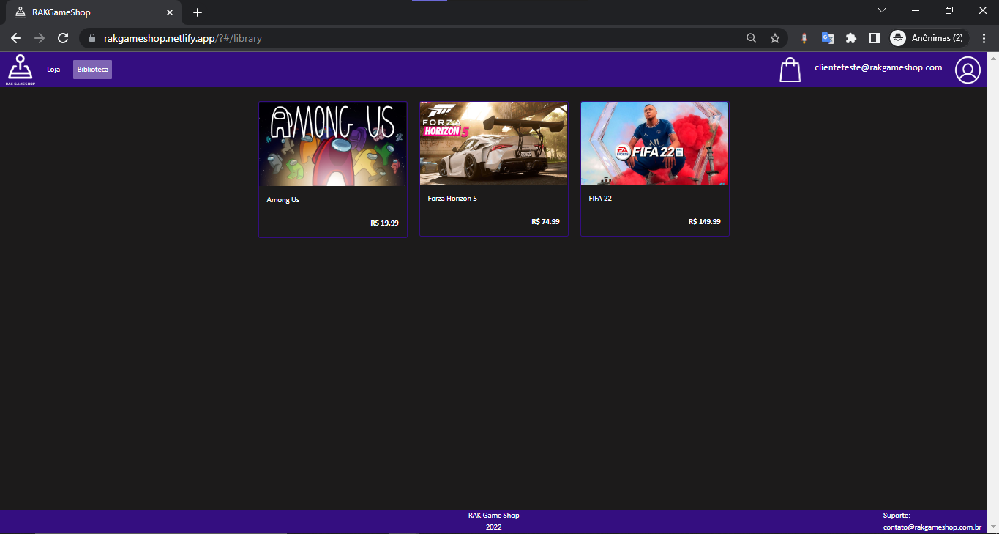 RAKGameShop
rakgameshop.netlify.app/?#/library
Anônimas (2)
RAK GAMESHOP
Loja
Biblioteca
clienteteste@rakgameshop.com
AMONG US
FORZA
HORIZON 5
EA
SPORTS
FIFA 22
Among Us
Forza Horizon 5
FIFA 22
R$ 19.99
R$ 74.99
R$ 149.99
RAK Game Shop
2022
Suporte:
contato@rakgameshop.com.br